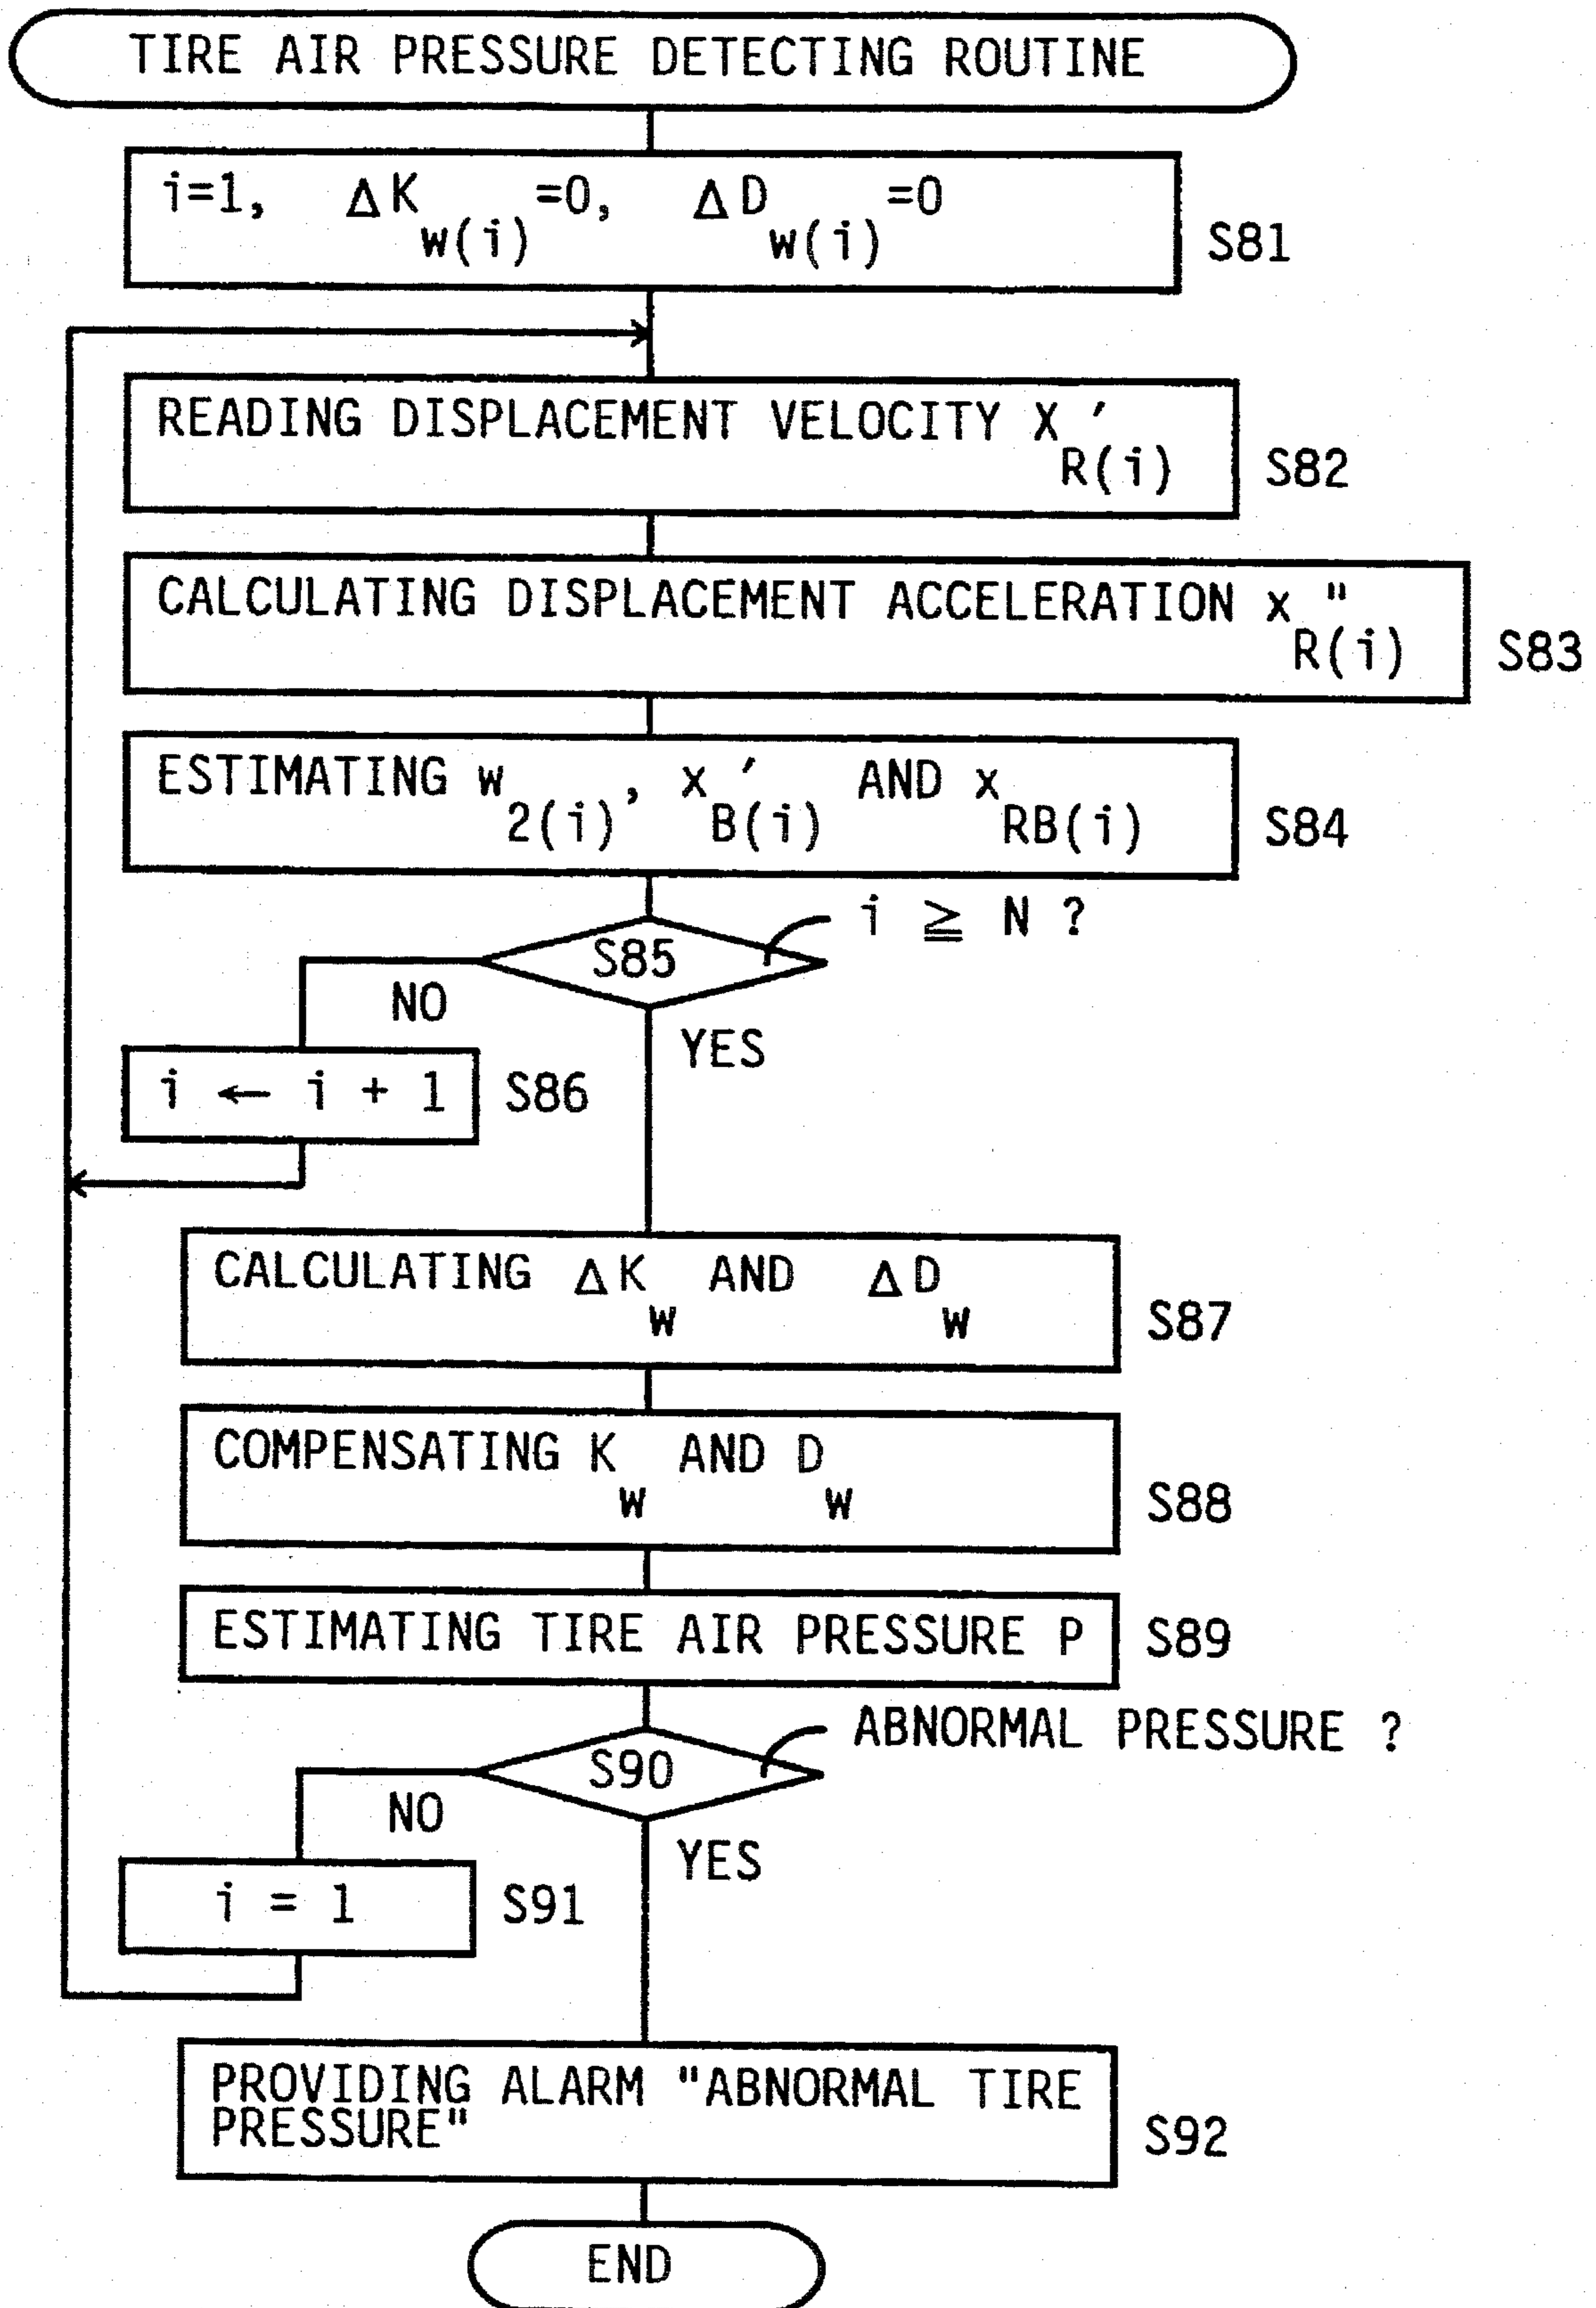 TIRE AIR PRESSURE DETECTING ROUTINE
i=1, ΔK w(i) =0, ΔD w(i) =0
S81
READING DISPLACEMENT VELOCITY X R(i) ′
S82
CALCULATING DISPLACEMENT ACCELERATION x R(i) "
S83
ESTIMATING w 2(i), x B(i) ′ AND x RB(i)
S84
i ≧ N ?
S85
NO
YES
i ← i + 1
S86
CALCULATING ΔK W AND ΔD W
S87
COMPENSATING K W AND D W
S88
ESTIMATING TIRE AIR PRESSURE P
S89
ABNORMAL PRESSURE ?
S90
NO
YES
i = 1
S91
PROVIDING ALARM "ABNORMAL TIRE
PRESSURE"
S92
END